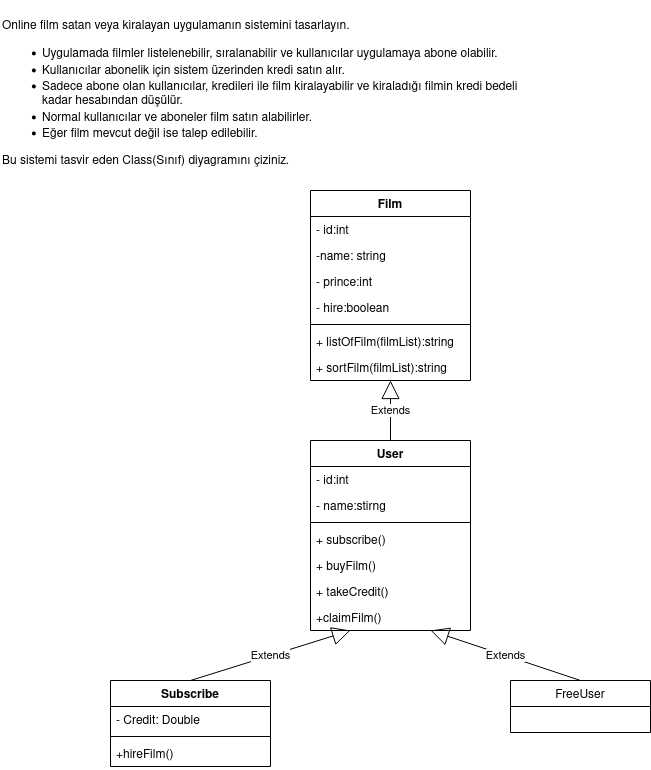 Online film satan veya kiralayan uygulamanın sistemini tasarlayın.
• Uygulamada filmler listelenebilir, sıralanabilir ve kullanıcılar uygulamaya abone olabilir.
• Kullanıcılar abonelik için sistem üzerinden kredi satın alır.
• Sadece abone olan kullanıcılar, kredileri ile film kiralayabilir ve kiraladığı filmin kredi bedeli
kadar hesabından düşülür.
• Normal kullanıcılar ve aboneler film satın alabilirler.
• Eğer film mevcut değil ise talep edilebilir.
Bu sistemi tasvir eden Class(Sınıf) diyagramını çiziniz.
Film
- id:int
-name: string
- prince:int
- hire:boolean
+ listOfFilm(filmList):string
+ sortFilm(filmList):string
Extends
User
- id:int
- name:stirng
+ subscribe()
+ buyFilm()
+ takeCredit()
+claimFilm()
Extends
Extends
Subscribe
- Credit: Double
+hireFilm()
FreeUser